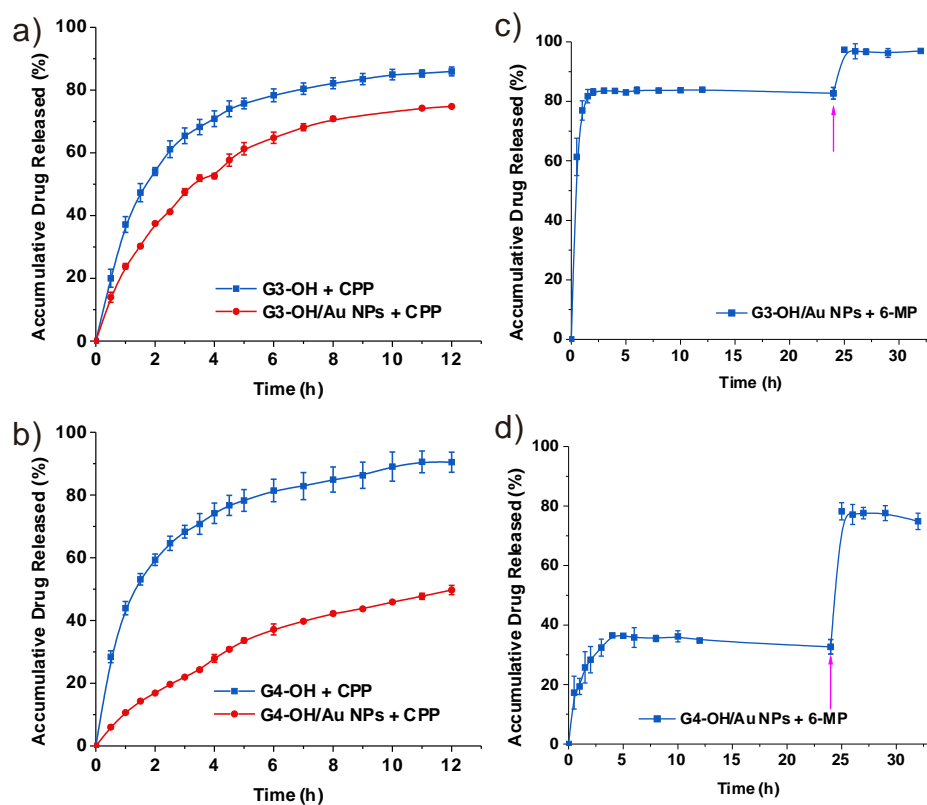 a)
Accumulative Drug Released (%)
100
80
60
40
20
0
G3-OH + CPP
G3-OH/Au NPs + CPP
0 2 4 6 8 10 12
Time (h)
c)
Accumulative Drug Released (%)
100
80
60
40
20
0
G3-OH/Au NPs + 6-MP
0 5 10 15 20 25 30
Time (h)
b)
Accumulative Drug Released (%)
100
80
60
40
20
0
G4-OH + CPP
G4-OH/Au NPs + CPP
0 2 4 6 8 10 12
Time (h)
d)
Accumulative Drug Released (%)
100
80
60
40
20
0
G4-OH/Au NPs + 6-MP
0 5 10 15 20 25 30
Time (h)